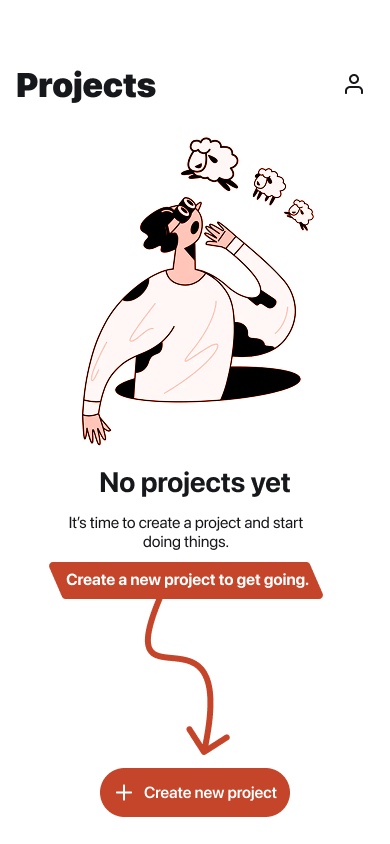 Projects
No projects yet
It's time to create a project and start
doing things.
Create a new project to get going.
Create new project